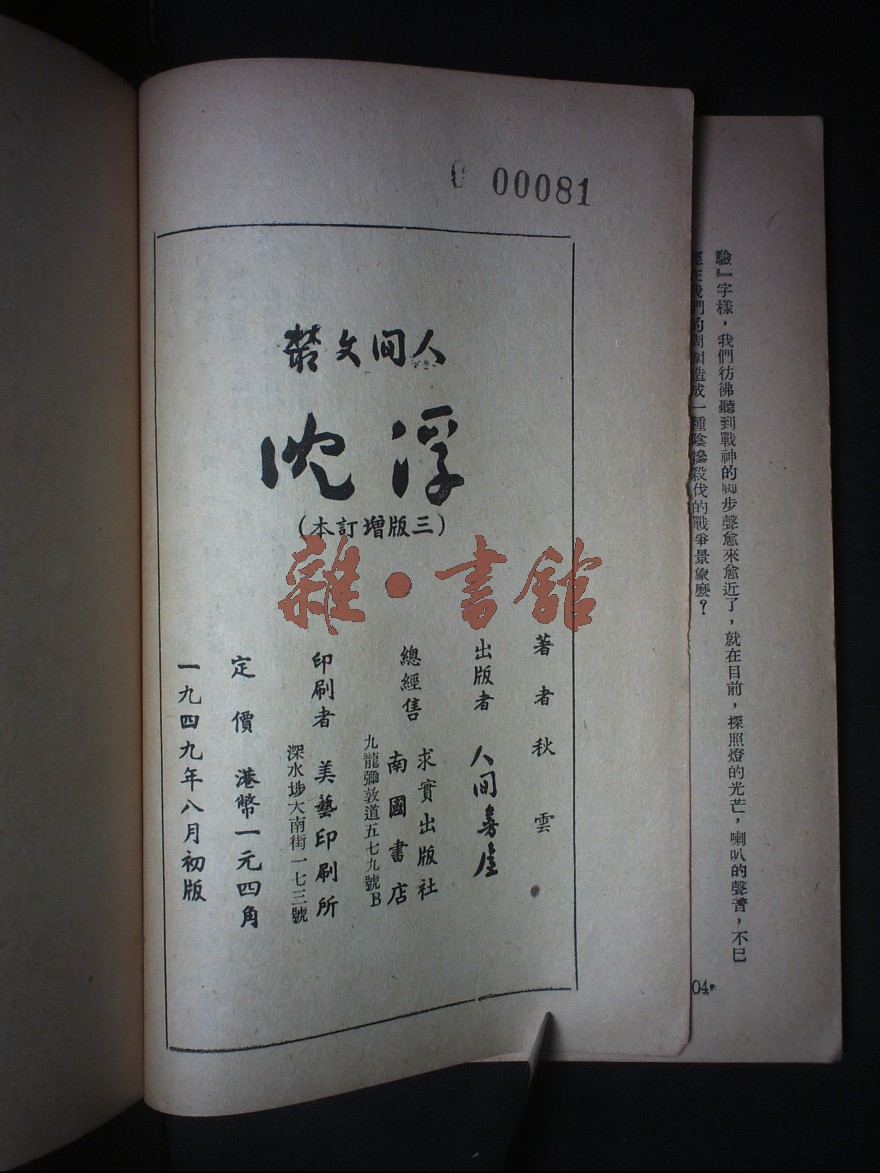 00081
人间文叢
浮沈
(三版增訂本)
雜·書館
著者 秋雲
出版者 人间書屋
總經售 求實出版社
南國書店
九龍彌敦道五七九號B
印刷者 美藝印刷所
深水埗大南街一七三號
定價 港幣一元四角
一九四九年八月初版
驗』字樣,我們彷彿聽到戰神的脚步聲愈來愈近了,就在目前,探照燈的光芒,喇叭的聲音,不已
經在我們的周圍造成一種陰慘殺伐的戰爭景象麽?
04